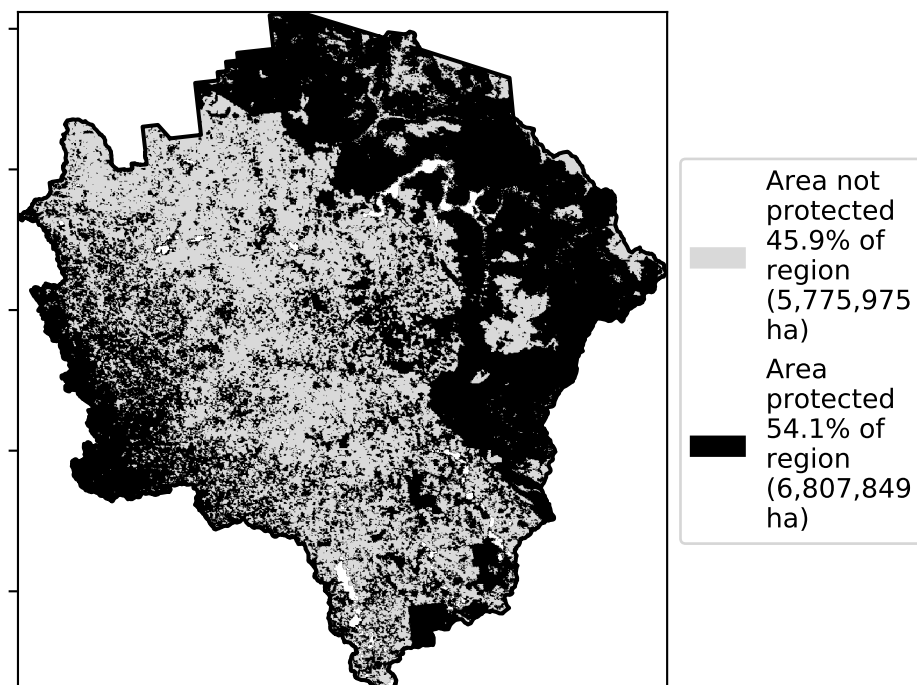 Area not
protected
45.9% of
region
(5,775,975
ha)
Area
protected
54.1% of
region
(6,807,849
ha)